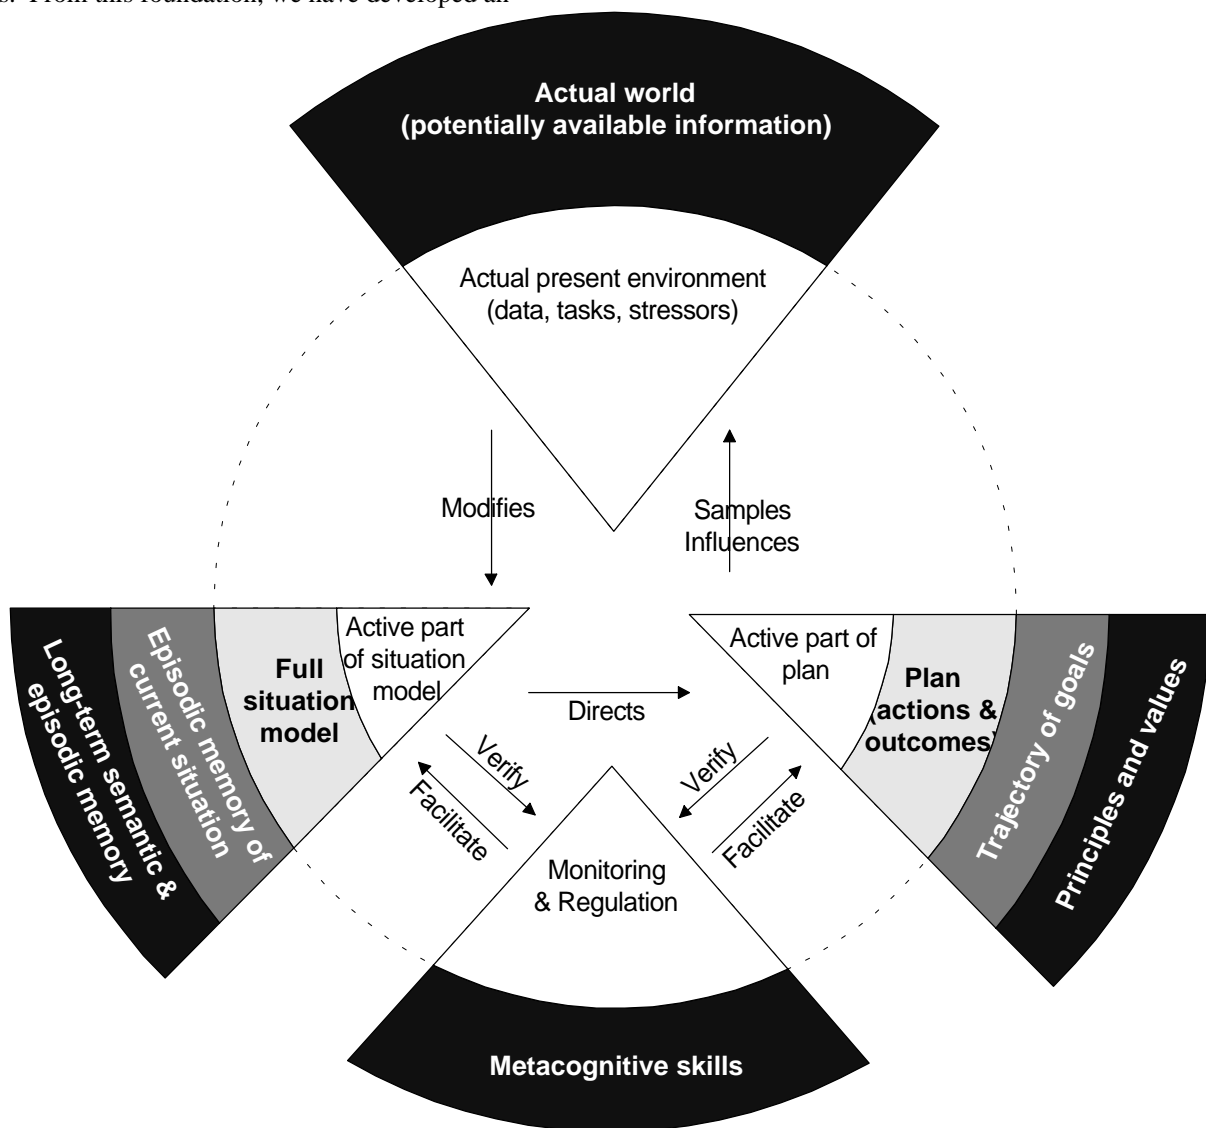 s. From this foundation, we have developed an
Actual world
(potentially available information)
Actual present environment
(data, tasks, stressors)
Modifies
Samples
Influences
Long-term semantic &
episodic memory
Episodic memory of
current situation
Full
situation
model
Active part
of situation
model
Directs
Active part of
plan
Plan
(actions &
outcomes)
Trajectory of goals
Principles and values
Verify
Facilitate
Verify
Facilitate
Monitoring
& Regulation
Metacognitive skills